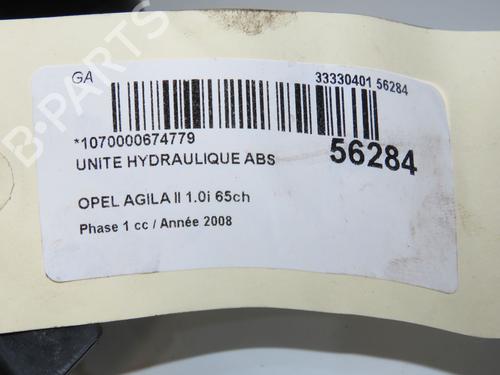 GA
33330401 56284
*1070000674779
56284
UNITE HYDRAULIQUE ABS
OPEL AGILA II 1.0i 65ch
Phase 1 cc / Année 2008
B-PARTS